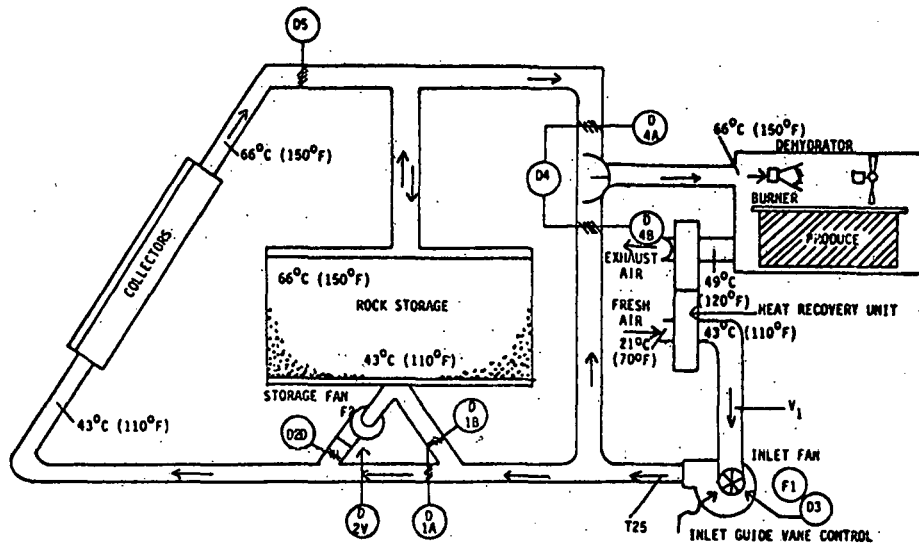 D5
D
4A
66°C (150°F)
DEHYDRATOR
66°C (150°F)
D4
BURNER
COLLECTORS
D
4B
PRODUCE
EXHAUST
AIR
66°C (150°F)
49°C
(120°F)
ROCK STORAGE
HEAT RECOVERY UNIT
FRESH
AIR
43°C (110°F)
21°C
(70°F)
43°C (110°F)
STORAGE FAN
F2
D
1B
43°C (110°F)
V1
D2D
INLET FAN
F1
D3
T25
D
2V
D
1A
INLET GUIDE VANE CONTROL